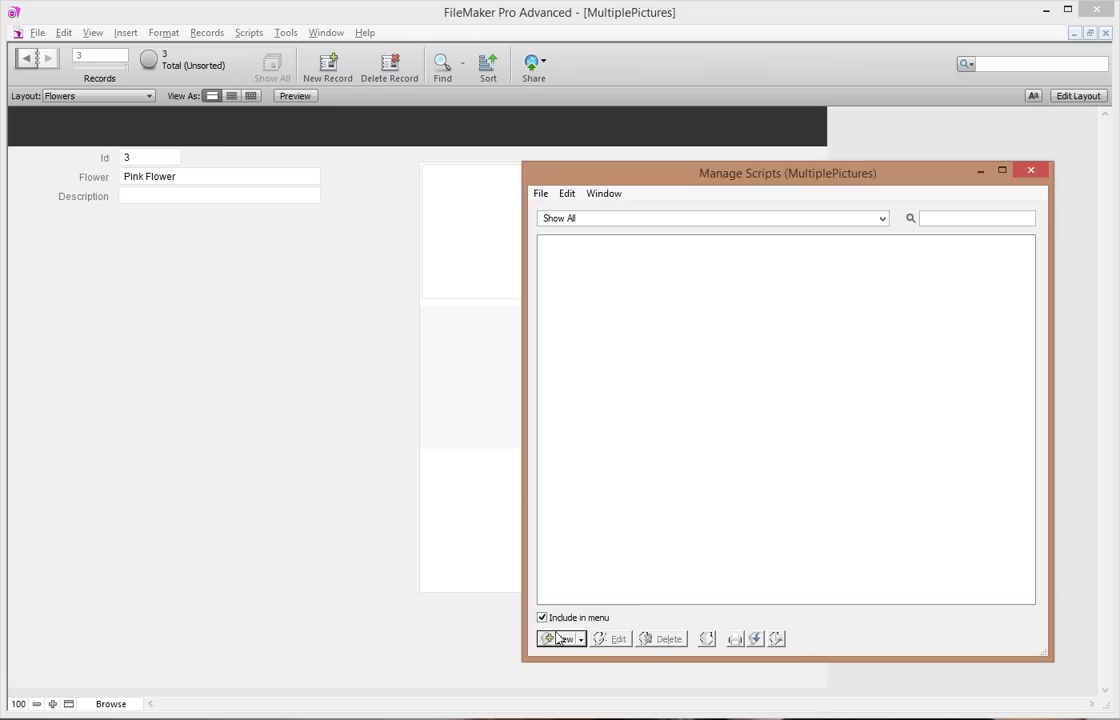 FileMaker Pro Advanced - [MultiplePictures]
File Edit View Insert Format Records Scripts Tools Window Help
3
3
Total (Unsorted)
Records
Show All
New Record
Delete Record
Find
Sort
Share
Layout: Flowers
View As:
Preview
Aa
Edit Layout
Id 3
Flower Pink Flower
Description
Manage Scripts (MultiplePictures)
File Edit Window
Show All
Include in menu
Edit
Delete
100
Browse